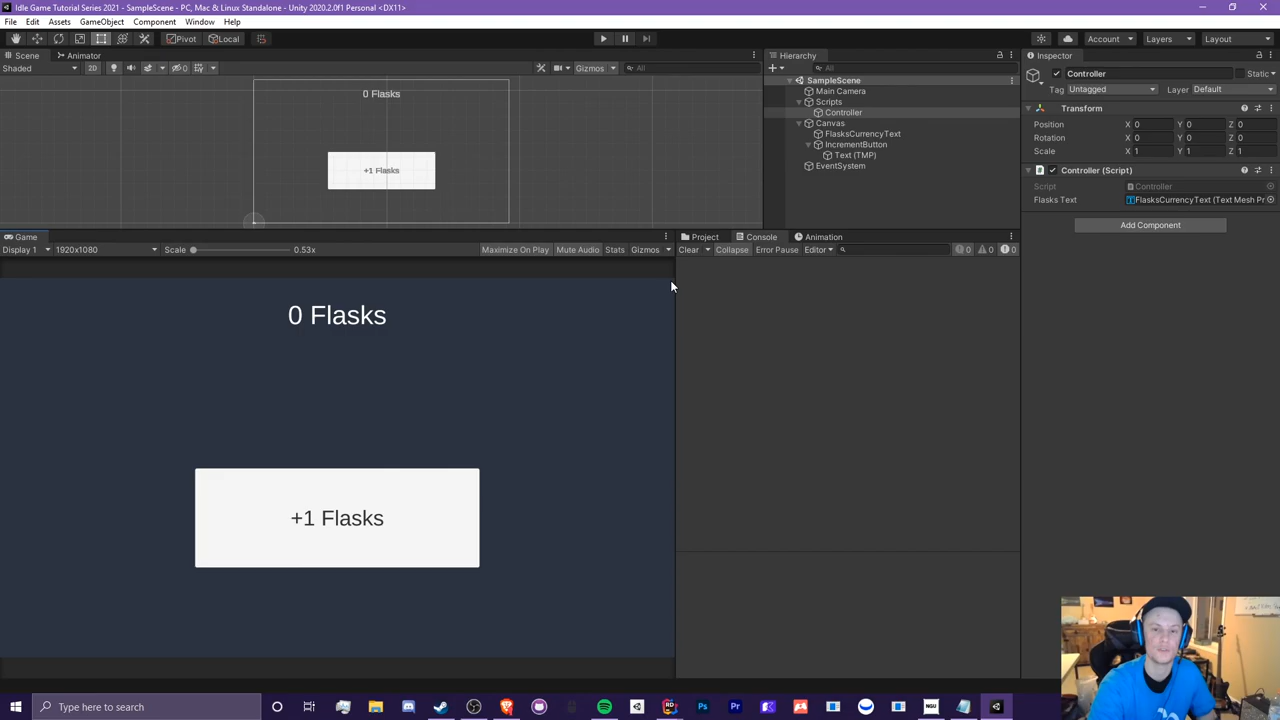 Idle Game Tutorial Series 2021 - SampleScene - PC, Mac & Linux Standalone - Unity 2020.2.0f1 Personal* <DX11>
File Edit Assets GameObject Component Window Help
Pivot Local Account Layers Layout
Scene Animator
Shaded 2D 0 Gizmos All
0 Flasks
+1 Flasks
Hierarchy
All
SampleScene
Main Camera
Scripts
Controller
Canvas
FlasksCurrencyText
IncrementButton
Text (TMP)
EventSystem
Inspector
Controller Static
Tag Untagged Layer Default
Transform
Position X 0 Y 0 Z 0
Rotation X 0 Y 0 Z 0
Scale X 1 Y 1 Z 1
Controller (Script)
Script Controller
Flasks Text FlasksCurrencyText (Text Mesh Pr
Add Component
Game
Display 1 1920x1080 Scale 0.53x Maximize On Play Mute Audio Stats Gizmos
0 Flasks
+1 Flasks
Project Console Animation
Clear Collapse Error Pause Editor 0 0 0
Type here to search
RD Ps Pr NGU